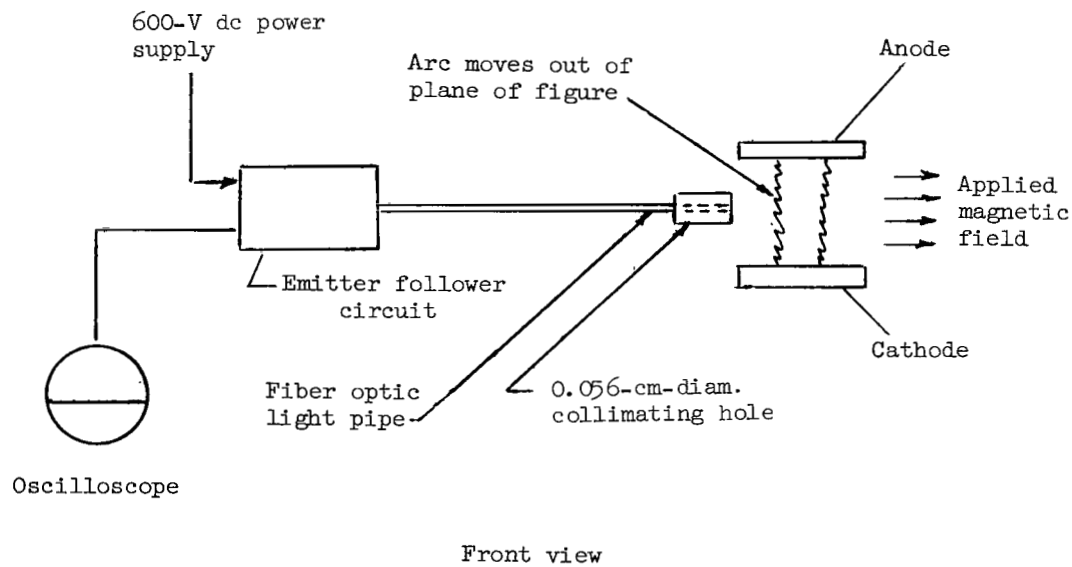 600-V dc power
supply
Arc moves out of
plane of figure
Anode
Applied
magnetic
field
Emitter follower
circuit
Cathode
Fiber optic
light pipe
0.056-cm-diam.
collimating hole
Oscilloscope
Front view